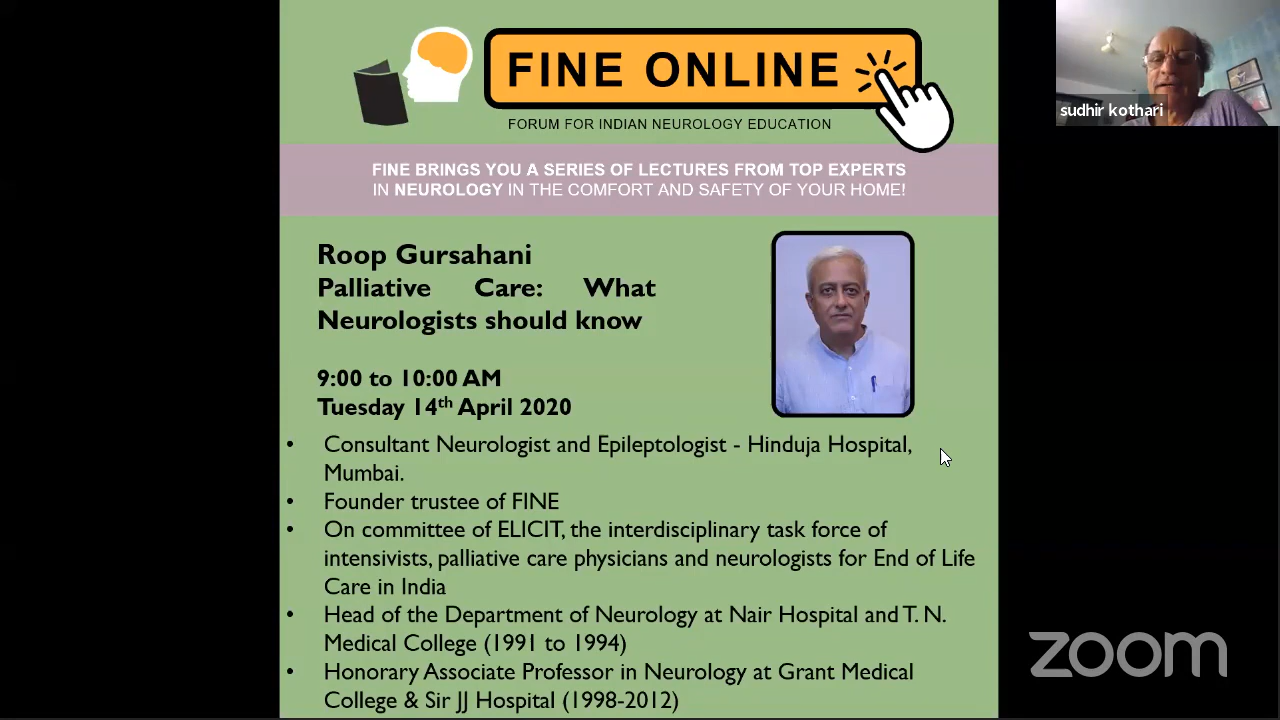 FINE ONLINE
FORUM FOR INDIAN NEUROLOGY EDUCATION
sudhir kothari
FINE BRINGS YOU A SERIES OF LECTURES FROM TOP EXPERTS
IN NEUROLOGY IN THE COMFORT AND SAFETY OF YOUR HOME!
Roop Gursahani
Palliative Care: What
Neurologists should know
9:00 to 10:00 AM
Tuesday 14th April 2020
• Consultant Neurologist and Epileptologist - Hinduja Hospital,
Mumbai.
• Founder trustee of FINE
• On committee of ELICIT, the interdisciplinary task force of
intensivists, palliative care physicians and neurologists for End of Life
Care in India
• Head of the Department of Neurology at Nair Hospital and T. N.
Medical College (1991 to 1994)
• Honorary Associate Professor in Neurology at Grant Medical
College & Sir JJ Hospital (1998-2012)
zoom